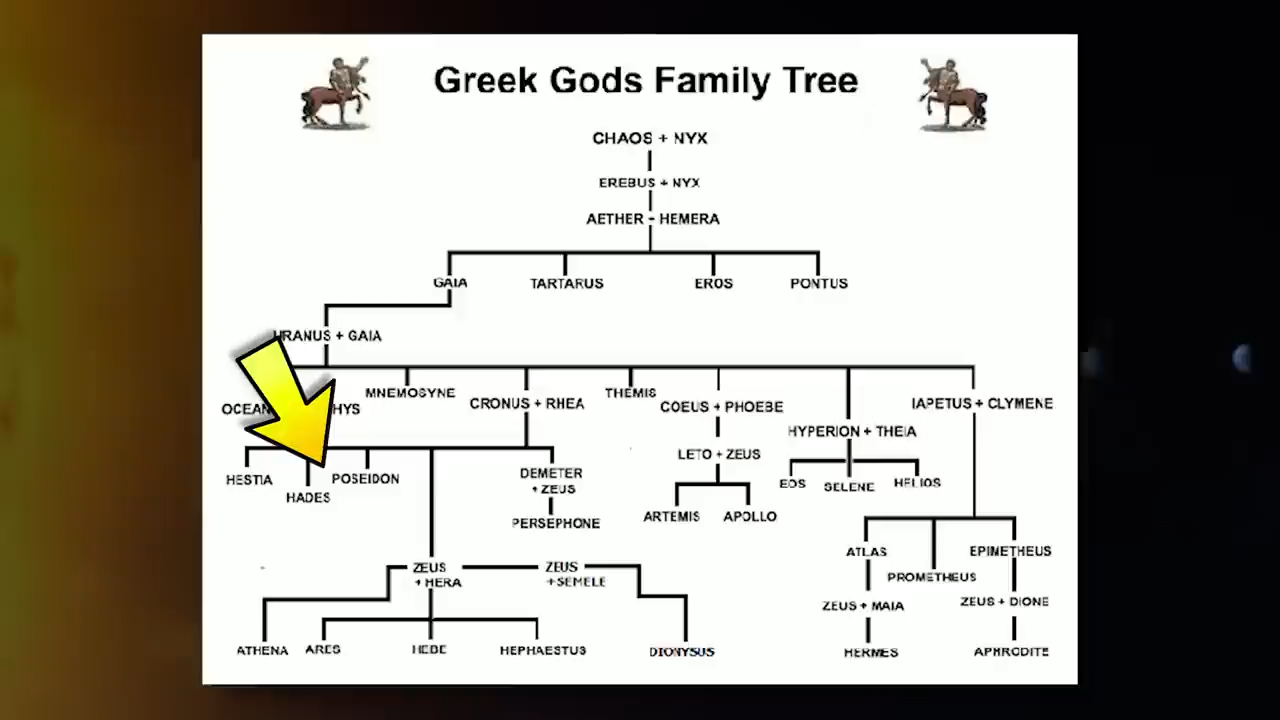 Greek Gods Family Tree
CHAOS + NYX
EREBUS + NYX
AETHER - HEMERA
GAIA TARTARUS EROS PONTUS
URANUS + GAIA
MNEMOSYNE CRONUS + RHEA THEMIS COEUS + PHOEBE IAPETUS + CLYMENE
HYPERION + THEIA
LETO + ZEUS
HESTIA HADES POSEIDON DEMETER
+ ZEUS
EOS SELENE HELIOS
PERSEPHONE ARTEMIS APOLLO
ATLAS PROMETHEUS EPIMETHEUS
ZEUS
+ HERA
ZEUS
+SEMELE
ZEUS + MAIA ZEUS + DIONE
ATHENA ARES HEBE HEPHAESTUS DIONYSUS HERMES APHRODITE